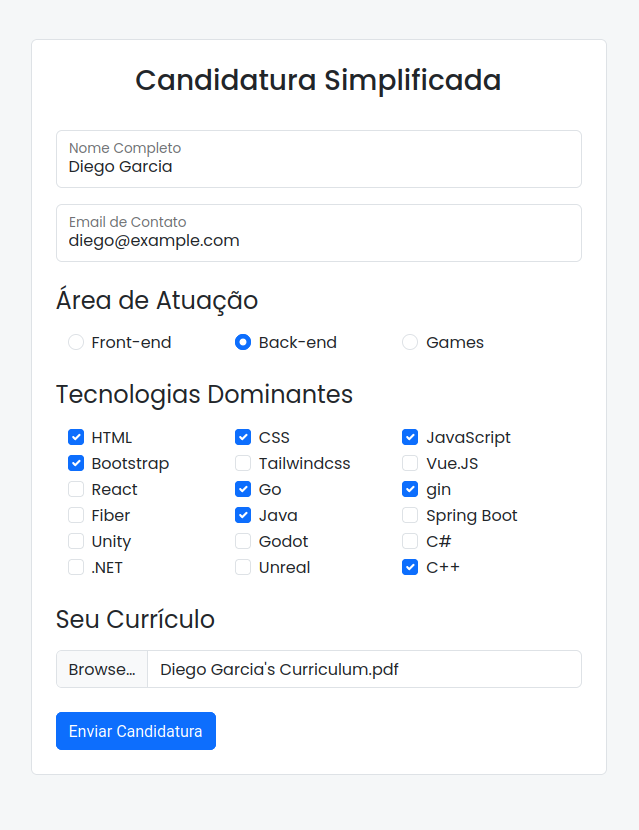 Candidatura Simplificada
Nome Completo
Diego Garcia
Email de Contato
diego@example.com
Área de Atuação
Front-end Back-end Games
Tecnologias Dominantes
HTML CSS JavaScript
Bootstrap Tailwindcss Vue.JS
React Go gin
Fiber Java Spring Boot
Unity Godot C#
.NET Unreal C++
Seu Currículo
Browse... Diego Garcia's Curriculum.pdf
Enviar Candidatura